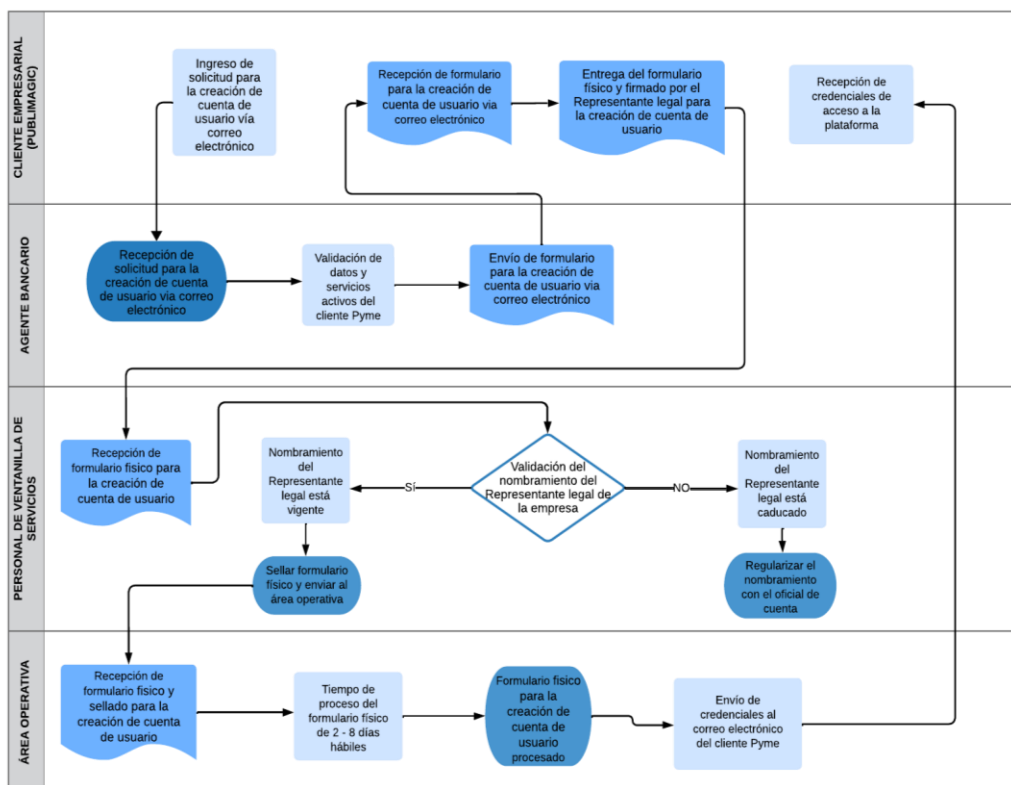 CLIENTE EMPRESARIAL
(PUBLIMAGIC)
Ingreso de
solicitud para la
creación de
cuenta de
usuario vía
correo
electrónico
Recepción de formulario
para la creación de
cuenta de usuario via
correo electrónico
Entrega del formulario
físico y firmado por el
Representante legal para
la creación de cuenta de
usuario
Recepción de
credenciales de
acceso a la
plataforma
AGENTE BANCARIO
Recepción de
solicitud para la
creación de cuenta
de usuario via correo
electrónico
Validación de
datos y
servicios
activos del
cliente Pyme
Envío de formulario
para la creación de
cuenta de usuario via
correo electrónico
PERSONAL DE VENTANILLA DE
SERVICIOS
Recepción de
formulario fisico para
la creación de
cuenta de usuario
Nombramiento
del
Representante
legal está
vigente
Sí
Validación del
nombramiento del
Representante legal de
la empresa
NO
Nombramiento
del
Representante
legal está
caducado
Sellar formulario
físico y enviar al
área operativa
Regularizar el
nombramiento
con el oficial de
cuenta
ÁREA OPERATIVA
Recepción de
formulario fisico y
sellado para la
creación de cuenta
de usuario
Tiempo de
proceso del
formulario físico
de 2 - 8 días
hábiles
Formulario fisico
para la
creación de
cuenta de
usuario
procesado
Envío de
credenciales al
correo electrónico
del cliente Pyme